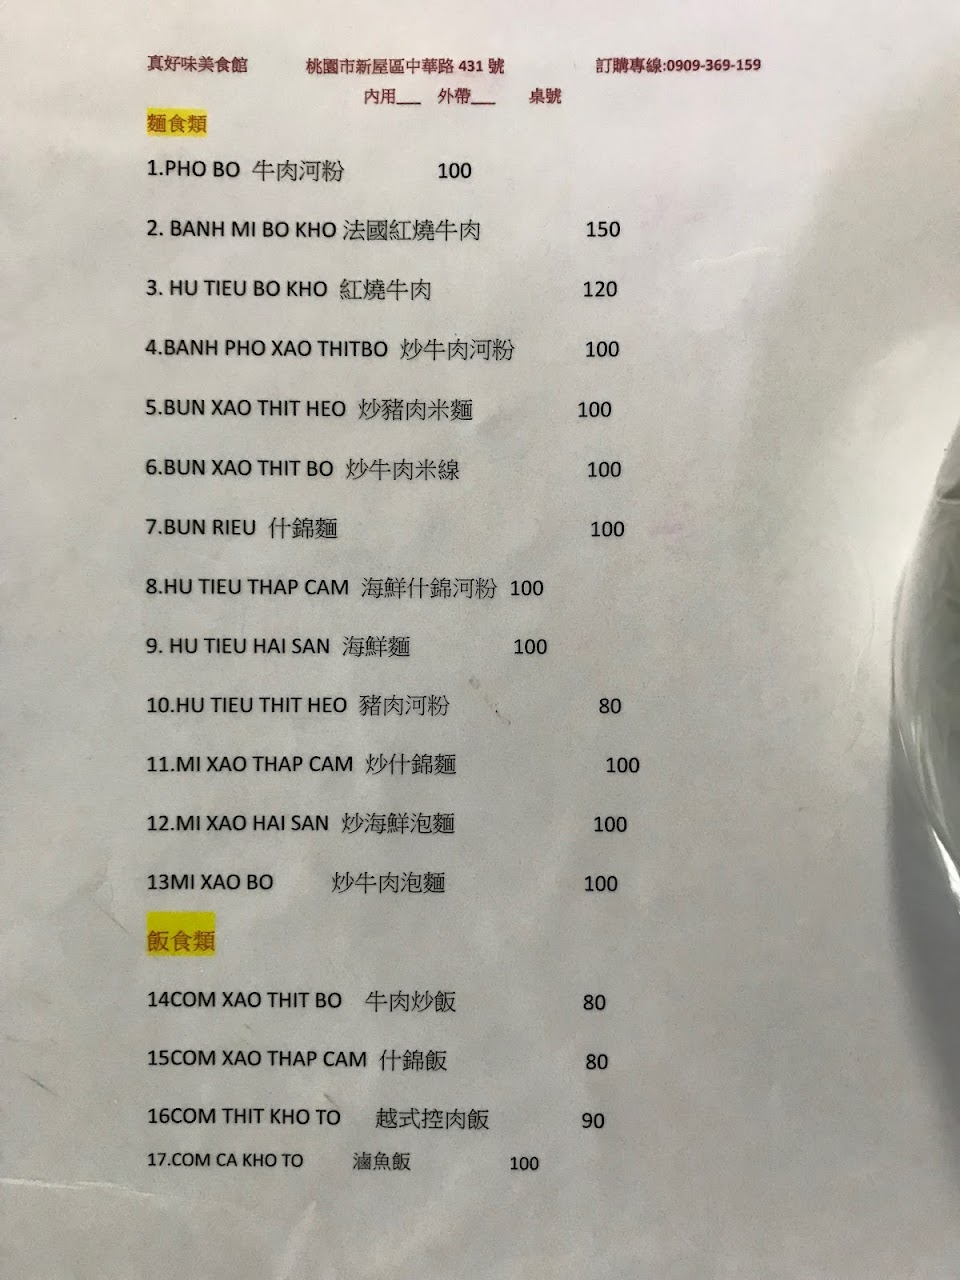 真好味美食館 桃園市新屋區中華路 431 號 訂購專線:0909-369-159
內用___ 外帶___ 桌號
麵食類
1.PHO BO 牛肉河粉 100
2. BANH MI BO KHO 法國紅燒牛肉 150
3. HU TIEU BO KHO 紅燒牛肉 120
4.BANH PHO XAO THITBO 炒牛肉河粉 100
5.BUN XAO THIT HEO 炒豬肉米麵 100
6.BUN XAO THIT BO 炒牛肉米線 100
7.BUN RIEU 什錦麵 100
8.HU TIEU THAP CAM 海鮮什錦河粉 100
9. HU TIEU HAI SAN 海鮮麵 100
10.HU TIEU THIT HEO 豬肉河粉 80
11.MI XAO THAP CAM 炒什錦麵 100
12.MI XAO HAI SAN 炒海鮮泡麵 100
13MI XAO BO 炒牛肉泡麵 100
飯食類
14COM XAO THIT BO 牛肉炒飯 80
15COM XAO THAP CAM 什錦飯 80
16COM THIT KHO TO 越式控肉飯 90
17.COM CA KHO TO 滷魚飯 100